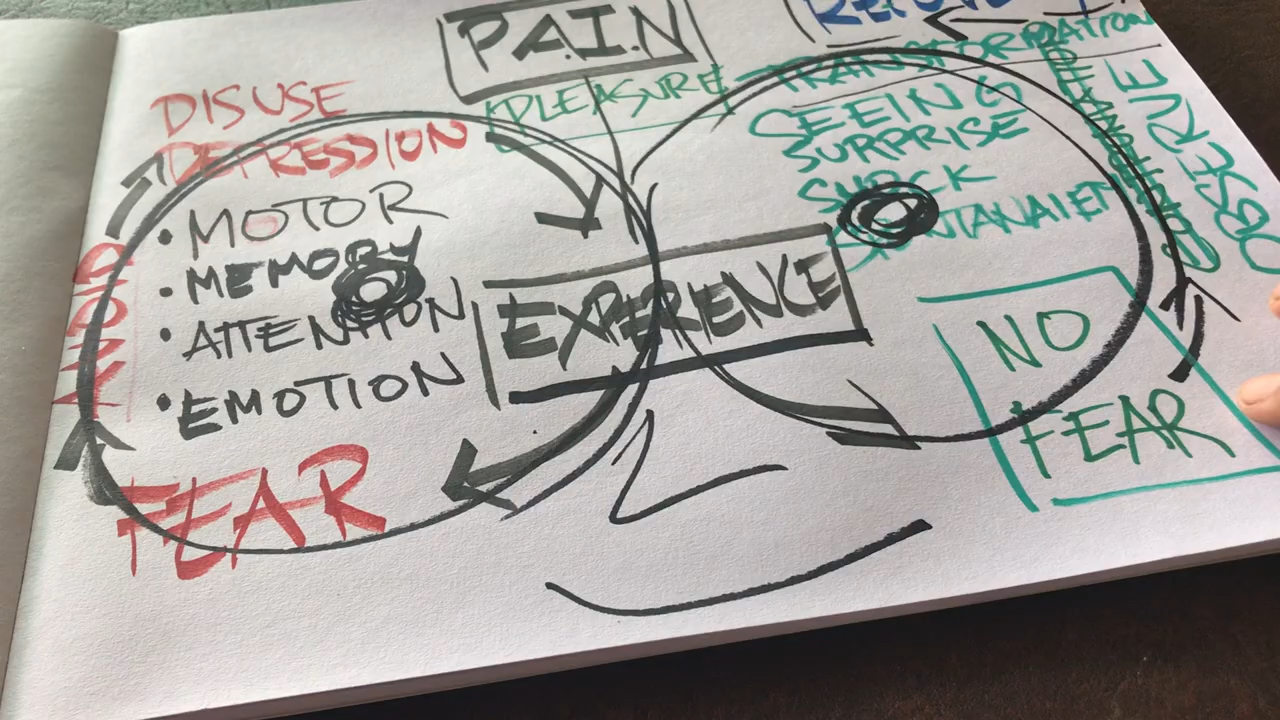 PAIN
(PLEASURE)
DISUSE
DEPRESSION
• MOTOR
• MEMORY
• ATTENTION
• EMOTION
AVOID
FEAR
EXPERIENCE
TRANSFORMATION
SEEING
SURPRISE
SHOCK
OBSERVE
NO
FEAR